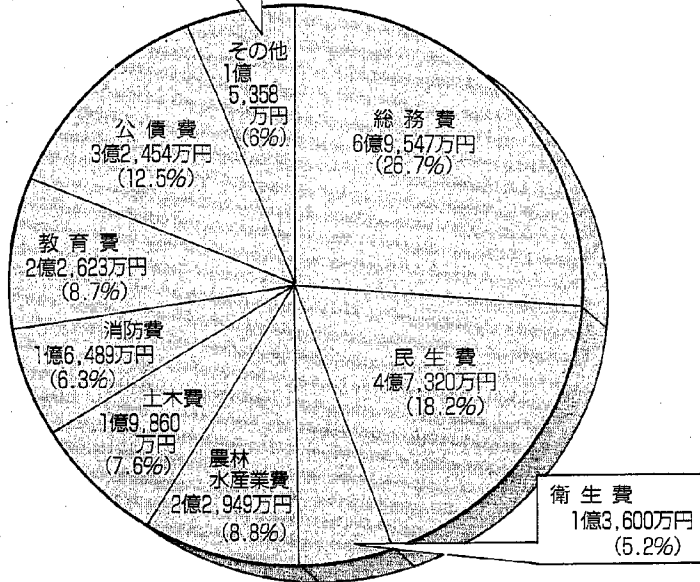 総務費
6億9,547万円
(26.7%)
民生費
4億7,320万円
(18.2%)
衛生費
1億3,600万円
(5.2%)
農林
水産業費
2億2,949万円
(8.8%)
土木費
1億9,860
万円
(7.6%)
消防費
1億6,489万円
(6.3%)
教育費
2億2,623万円
(8.7%)
公債費
3億2,454万円
(12.5%)
その他
1億
5,358
万円
(6%)